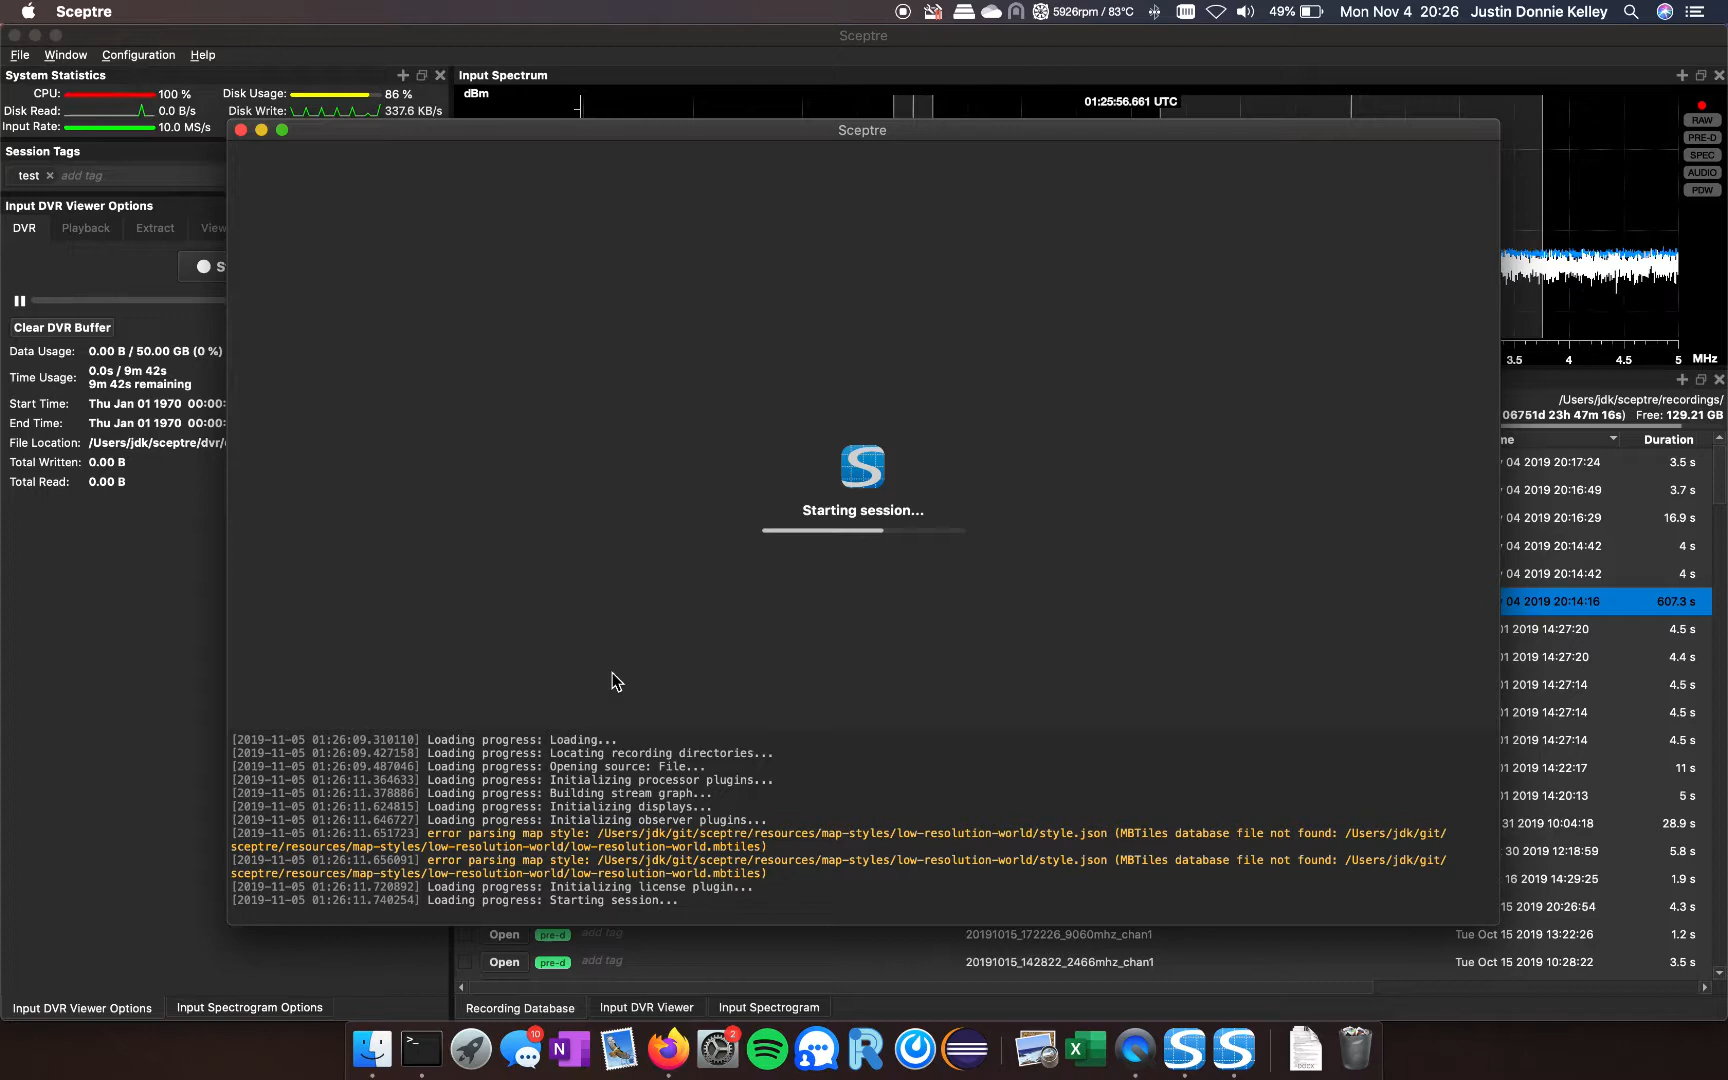 Sceptre
5926rpm / 83°C
49%
Mon Nov 4 20:26
Justin Donnie Kelley
Sceptre
File Window Configuration Help
System Statistics
CPU: 100 %
Disk Usage: 86 %
Disk Read: 0.0 B/s
Disk Write: 337.6 KB/s
Input Rate: 10.0 MS/s
Session Tags
test × add tag
Input DVR Viewer Options
DVR Playback Extract View
Clear DVR Buffer
Data Usage: 0.00 B / 50.00 GB (0 %)
Time Usage: 0.0s / 9m 42s
9m 42s remaining
Start Time: Thu Jan 01 1970 00:00:
End Time: Thu Jan 01 1970 00:00:
File Location: /Users/jdk/sceptre/dvr/
Total Written: 0.00 B
Total Read: 0.00 B
Input Spectrum
dBm
01:25:56.661 UTC
RAW
PRE-D
SPEC
AUDIO
PDW
3.5 4 4.5 5 MHz
Sceptre
Starting session...
[2019-11-05 01:26:09.310110] Loading progress: Loading...
[2019-11-05 01:26:09.427158] Loading progress: Locating recording directories...
[2019-11-05 01:26:09.487046] Loading progress: Opening source: File...
[2019-11-05 01:26:11.364633] Loading progress: Initializing processor plugins...
[2019-11-05 01:26:11.378886] Loading progress: Building stream graph...
[2019-11-05 01:26:11.624815] Loading progress: Initializing displays...
[2019-11-05 01:26:11.646727] Loading progress: Initializing observer plugins...
[2019-11-05 01:26:11.651723] error parsing map style: /Users/jdk/git/sceptre/resources/map-styles/low-resolution-world/style.json (MBTiles database file not found: /Users/jdk/git/
sceptre/resources/map-styles/low-resolution-world/low-resolution-world.mbtiles)
[2019-11-05 01:26:11.656091] error parsing map style: /Users/jdk/git/sceptre/resources/map-styles/low-resolution-world/style.json (MBTiles database file not found: /Users/jdk/git/
sceptre/resources/map-styles/low-resolution-world/low-resolution-world.mbtiles)
[2019-11-05 01:26:11.720892] Loading progress: Initializing license plugin...
[2019-11-05 01:26:11.740254] Loading progress: Starting session...
/Users/jdk/sceptre/recordings/
06751d 23h 47m 16s) Free: 129.21 GB
me Duration
04 2019 20:17:24 3.5 s
04 2019 20:16:49 3.7 s
04 2019 20:16:29 16.9 s
04 2019 20:14:42 4 s
04 2019 20:14:42 4 s
04 2019 20:14:16 607.3 s
01 2019 14:27:20 4.5 s
01 2019 14:27:20 4.4 s
01 2019 14:27:14 4.5 s
01 2019 14:27:14 4.5 s
01 2019 14:27:14 4.5 s
01 2019 14:22:17 11 s
01 2019 14:20:13 5 s
31 2019 10:04:18 28.9 s
30 2019 12:18:59 5.8 s
16 2019 14:29:25 1.9 s
15 2019 20:26:54 4.3 s
Open pre-d add tag 20191015_172226_9060mhz_chan1 Tue Oct 15 2019 13:22:26 1.2 s
Open pre-d add tag 20191015_142822_2466mhz_chan1 Tue Oct 15 2019 10:28:22 3.5 s
Input DVR Viewer Options Input Spectrogram Options
Recording Database Input DVR Viewer Input Spectrogram
10
2
DOCX